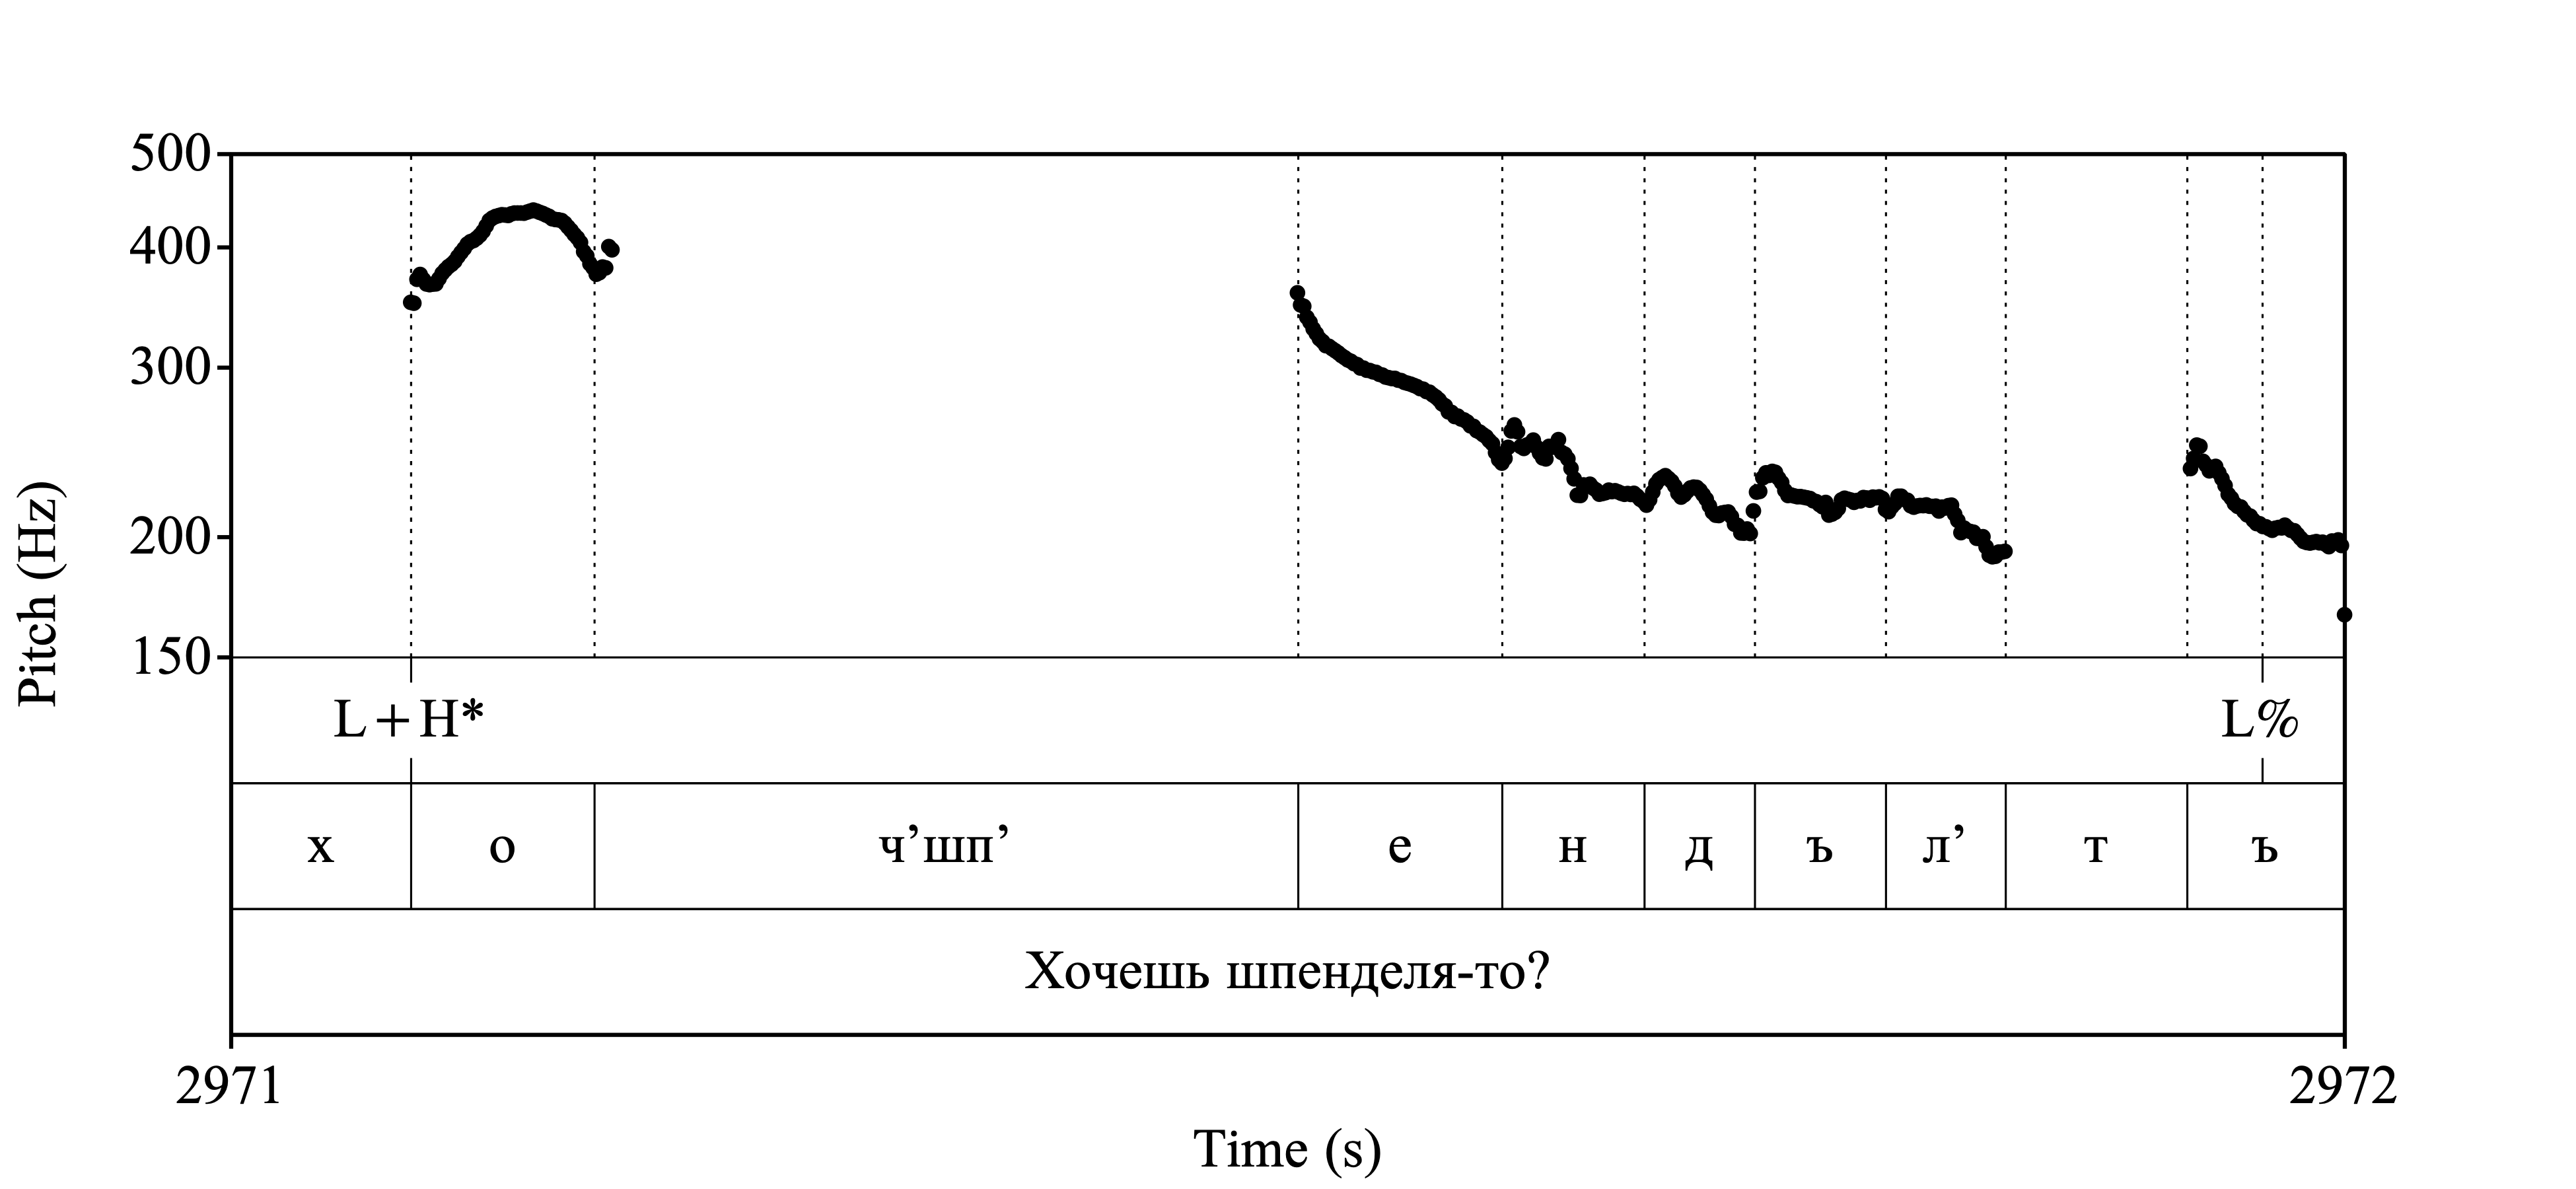 500
400
300
200
150
Pitch (Hz)
L+H* L%
х о ч’шп’ е н д ъ л’ т ъ
Хочешь шпенделя-то?
2971 2972
Time (s)